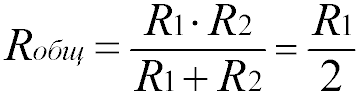 Rобщ = R1 · R2 / R1 + R2 = R1 / 2